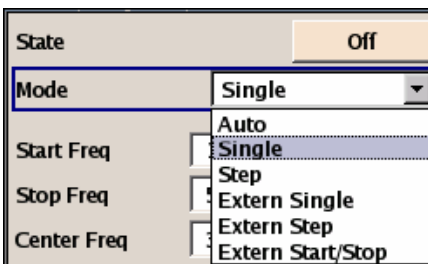 State Off
Mode Single
Auto
Start Freq Single
Step
Stop Freq Extern Single
Extern Step
Center Freq Extern Start/Stop